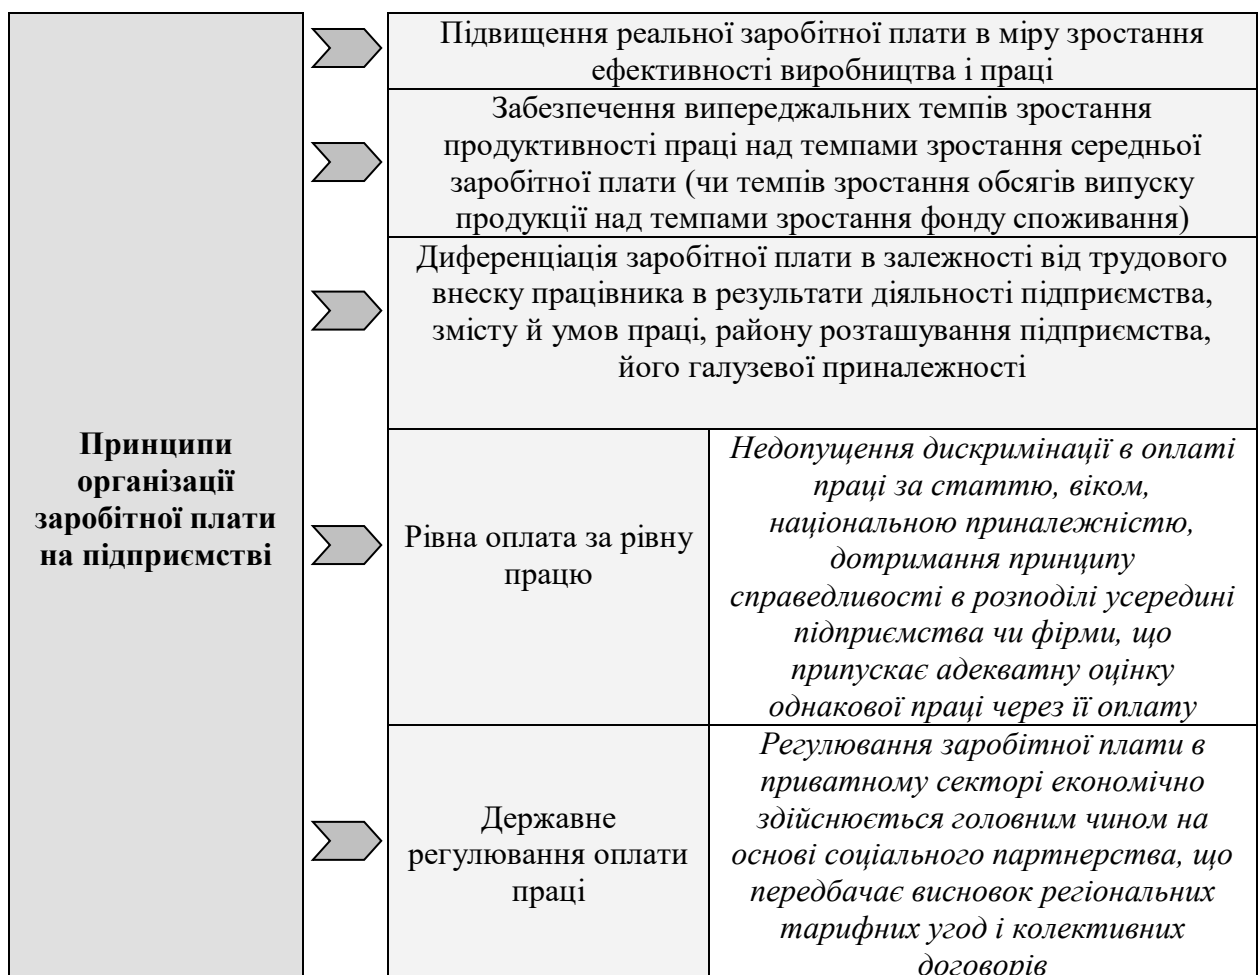 Принципи
організації
заробітної плати
на підприємстві
Підвищення реальної заробітної плати в міру зростання
ефективності виробництва і праці
Забезпечення випереджальних темпів зростання
продуктивності праці над темпами зростання середньої
заробітної плати (чи темпів зростання обсягів випуску
продукції над темпами зростання фонду споживання)
Диференціація заробітної плати в залежності від трудового
внеску працівника в результати діяльності підприємства,
змісту й умов праці, району розташування підприємства,
його галузевої приналежності
Рівна оплата за рівну
працю
Недопущення дискримінації в оплаті
праці за статтю, віком,
національною приналежністю,
дотримання принципу
справедливості в розподілі усередині
підприємства чи фірми, що
припускає адекватну оцінку
однакової праці через її оплату
Державне
регулювання оплати
праці
Регулювання заробітної плати в
приватному секторі економічно
здійснюється головним чином на
основі соціального партнерства, що
передбачає висновок регіональних
тарифних угод і колективних
договорів